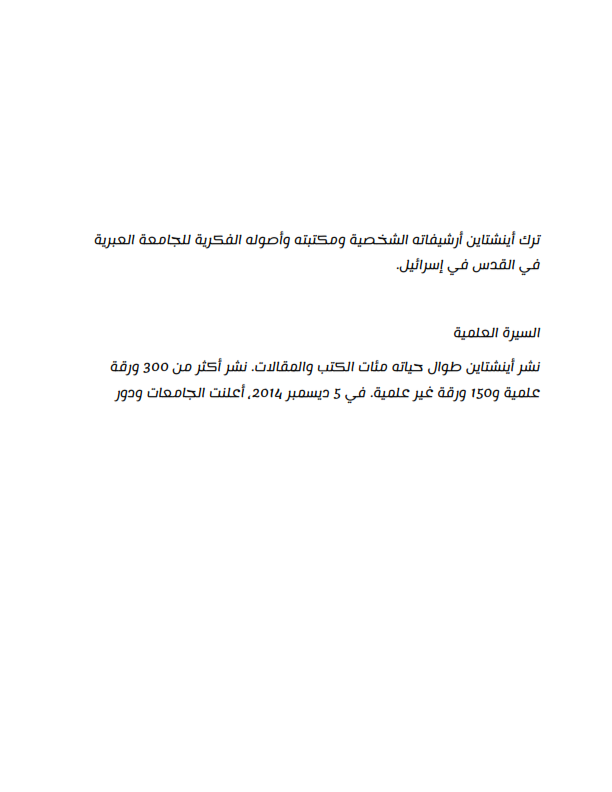 ترك أينشتاين أرشيفاته الشخصية ومكتبته وأصوله الفكرية للجامعة العبرية
في القدس في إسرائيل.
السيرة العلمية
نشر أينشتاين طوال حياته مئات الكتب والمقالات. نشر أكثر من 300 ورقة
علمية و150 ورقة غير علمية. في 5 ديسمبر 2014، أعلنت الجامعات ودور